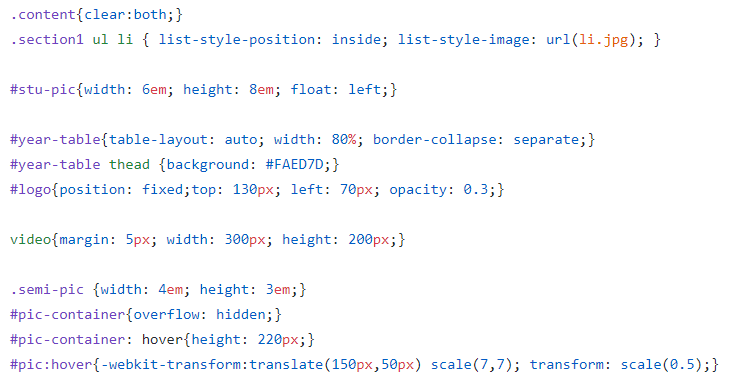 .content{clear:both;}
.section1 ul li { list-style-position: inside; list-style-image: url(li.jpg); }
#stu-pic{width: 6em; height: 8em; float: left;}
#year-table{table-layout: auto; width: 80%; border-collapse: separate;}
#year-table thead {background: #FAED7D;}
#logo{position: fixed;top: 130px; left: 70px; opacity: 0.3;}
video{margin: 5px; width: 300px; height: 200px;}
.semi-pic {width: 4em; height: 3em;}
#pic-container{overflow: hidden;}
#pic-container: hover{height: 220px;}
#pic:hover{-webkit-transform:translate(150px,50px) scale(7,7); transform: scale(0.5);}